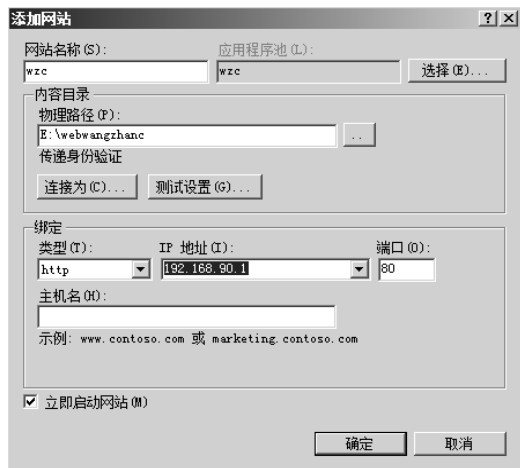 添加网站
网站名称(S): 应用程序池(L):
wzc wzc 选择(E)...
内容目录
物理路径(P):
E:\webwangzhanc ..
传递身份验证
连接为(C)... 测试设置(G)...
绑定
类型(T): IP 地址(I): 端口(O):
http 192.168.90.1 80
主机名(H):
示例: www.contoso.com 或 marketing.contoso.com
立即启动网站(M)
确定 取消